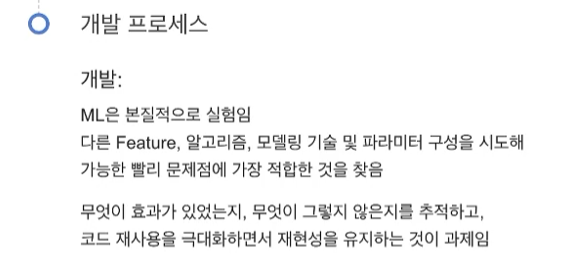 개발 프로세스
개발:
ML은 본질적으로 실험임
다른 Feature, 알고리즘, 모델링 기술 및 파라미터 구성을 시도해
가능한 빨리 문제점에 가장 적합한 것을 찾음
무엇이 효과가 있었는지, 무엇이 그렇지 않은지를 추적하고,
코드 재사용을 극대화하면서 재현성을 유지하는 것이 과제임